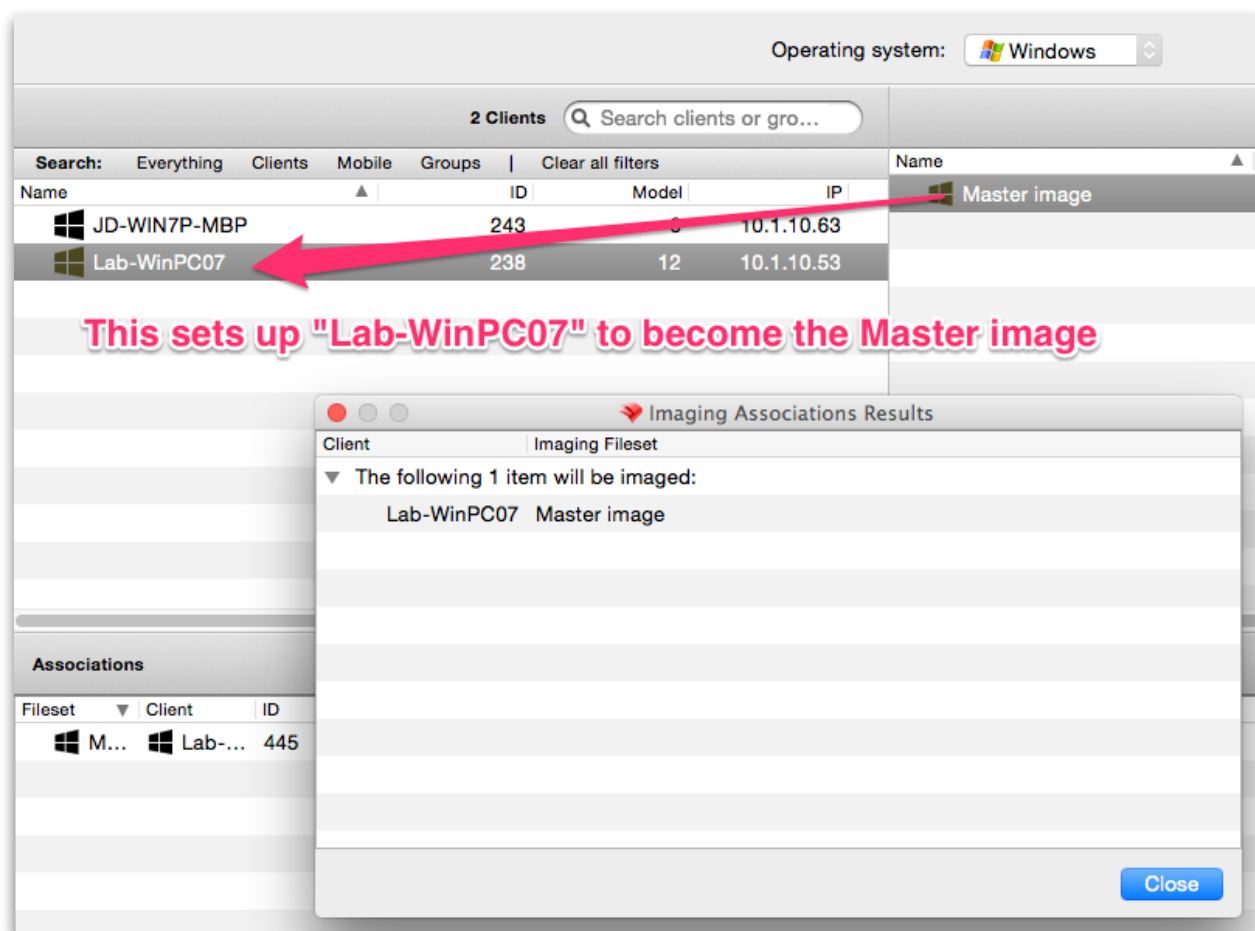 Operating system: Windows
2 Clients Search clients or gro...
Search: Everything Clients Mobile Groups | Clear all filters
Name ID Model IP
JD-WIN7P-MBP 243 10.1.10.63
Lab-WinPC07 238 12 10.1.10.53
Name
Master image
This sets up "Lab-WinPC07" to become the Master image
Imaging Associations Results
Client Imaging Fileset
The following 1 item will be imaged:
Lab-WinPC07 Master image
Close
Associations
Fileset Client ID
M... Lab-... 445